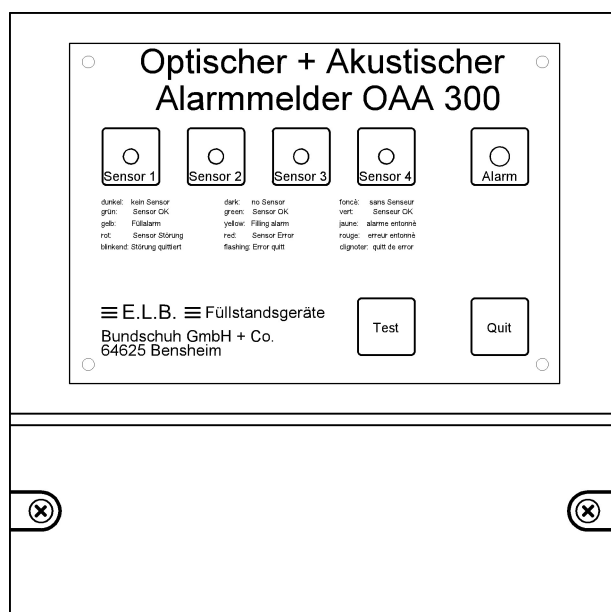 Optischer + Akustischer
Alarmmelder OAA 300
Sensor 1 Sensor 2 Sensor 3 Sensor 4 Alarm
dunkel: kein Sensor dark: no Sensor foncè: sans Senseur
grün: Sensor OK green: Sensor OK vert: Senseur OK
gelb: Füllalarm yellow: Filling alarm jaune: alarme entonnè
rot: Sensor Störung red: Sensor Error rouge: erreur entonnè
blinkend: Störung quittiert flashing: Error quitt clignoter: quitt de error
E.L.B. Füllstandsgeräte
Bundschuh GmbH + Co.
64625 Bensheim
Test Quit